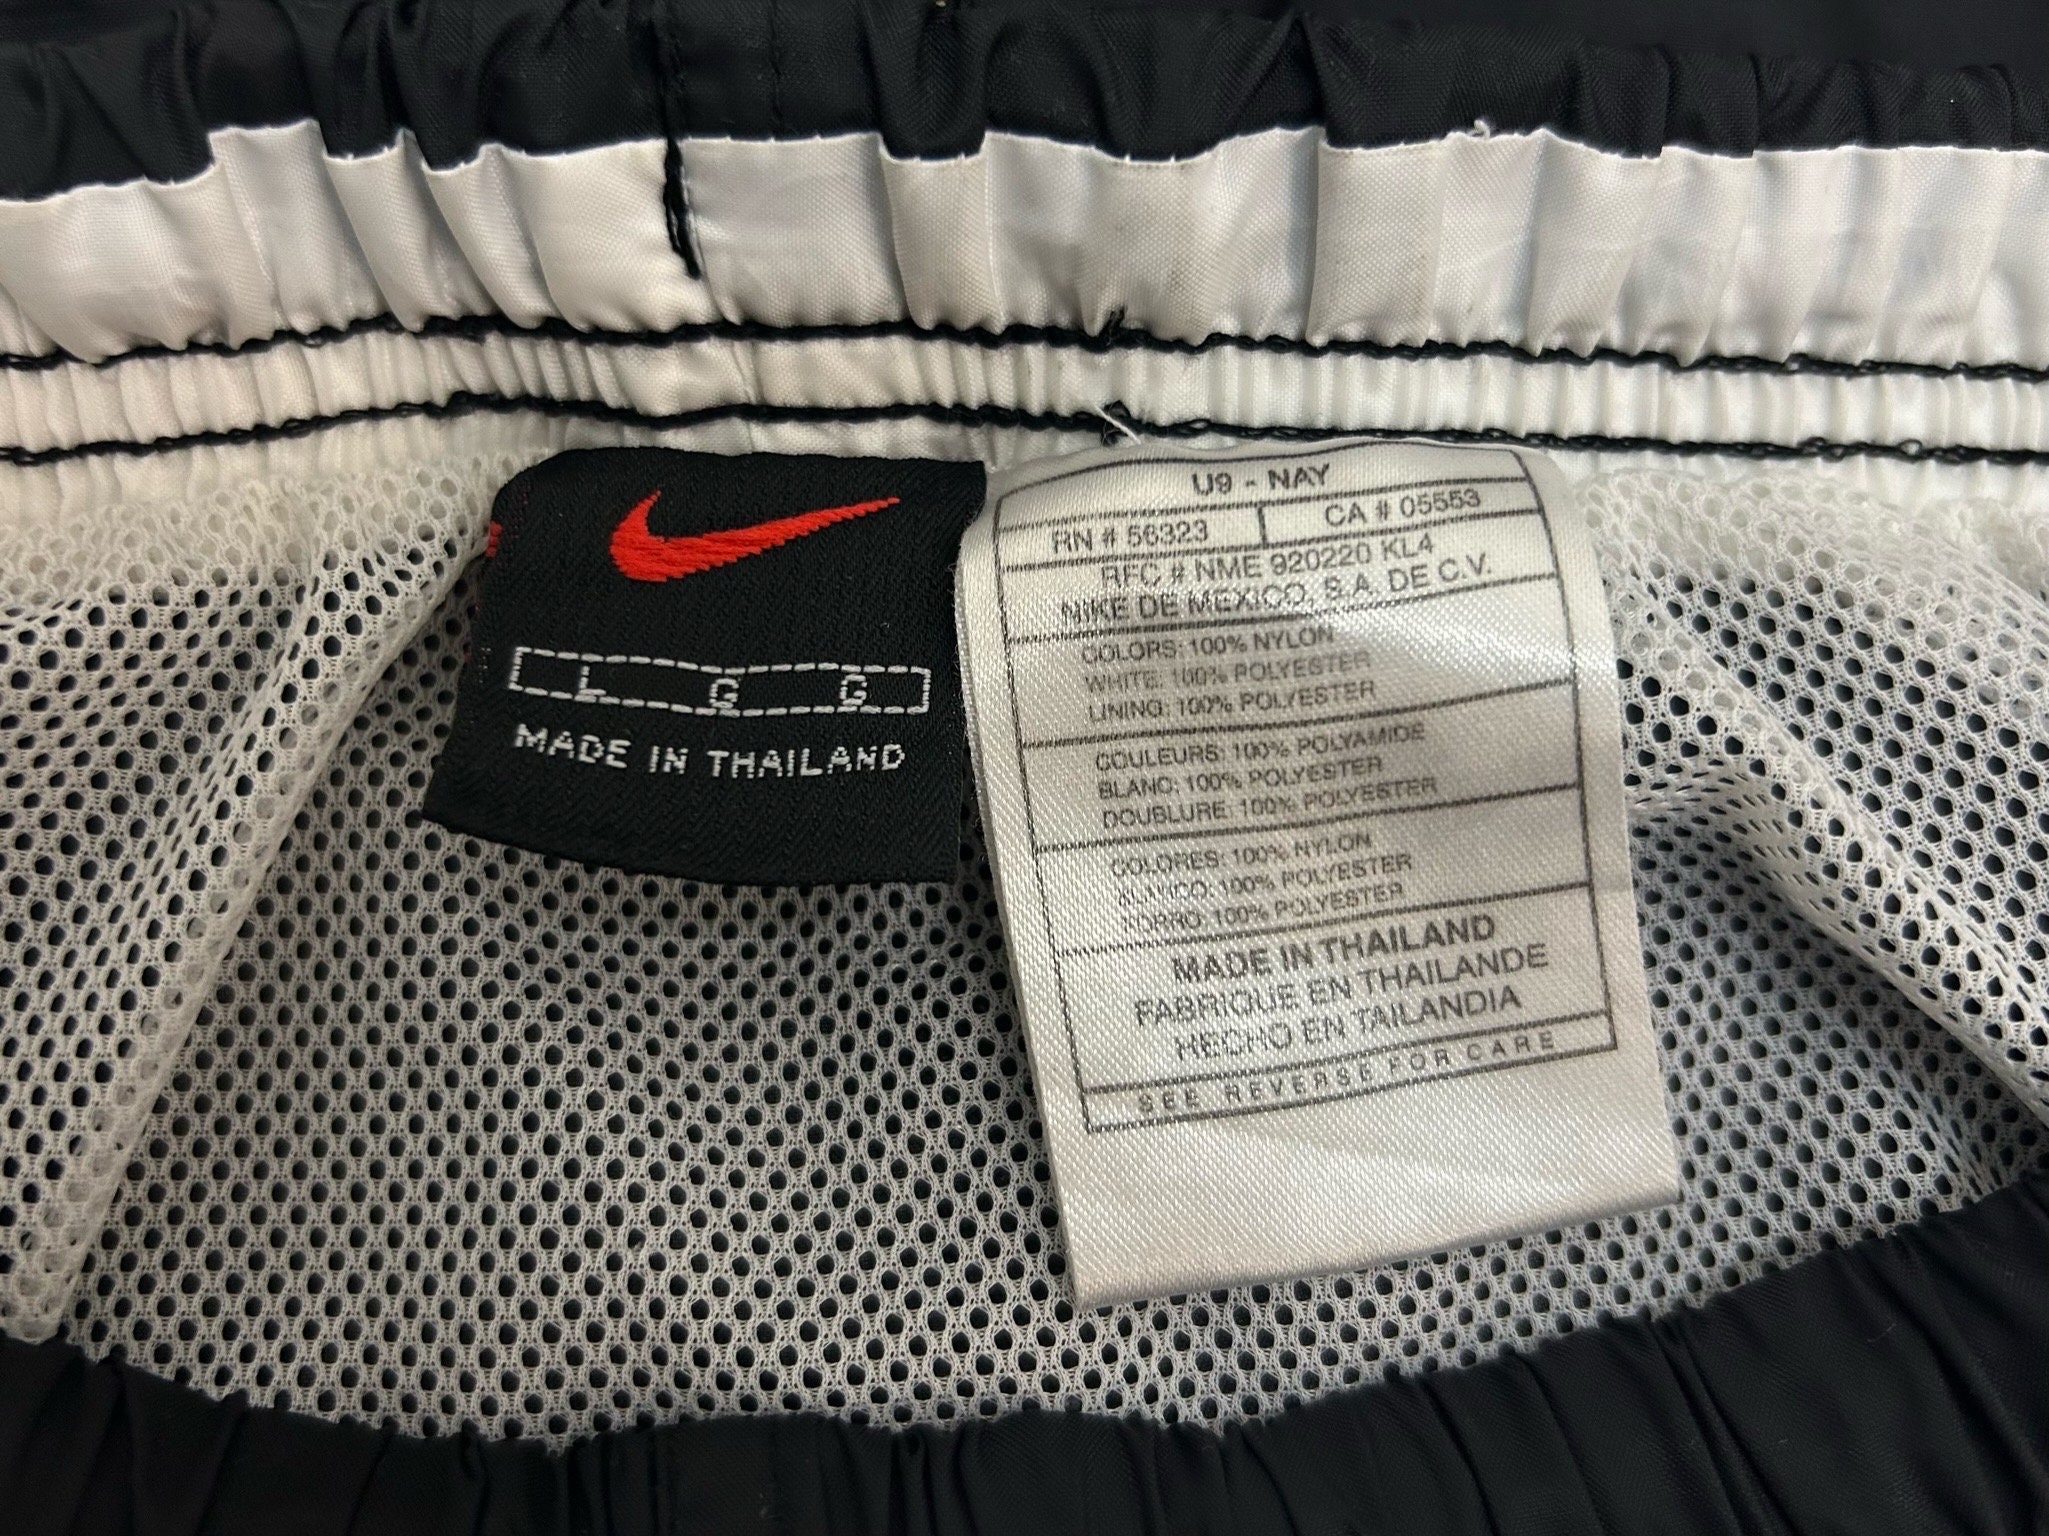 L G G
MADE IN THAILAND
U9 - NAY
RN # 56323 CA # 05553
RFC # NME 920220 KL4
NIKE DE MEXICO, S.A. DE C.V.
COLORS: 100% NYLON
WHITE: 100% POLYESTER
LINING: 100% POLYESTER
COULEURS: 100% POLYAMIDE
BLANC: 100% POLYESTER
DOUBLURE: 100% POLYESTER
COLORES: 100% NYLON
BLANCO: 100% POLYESTER
FORRO: 100% POLYESTER
MADE IN THAILAND
FABRIQUE EN THAILANDE
HECHO EN TAILANDIA
SEE REVERSE FOR CARE